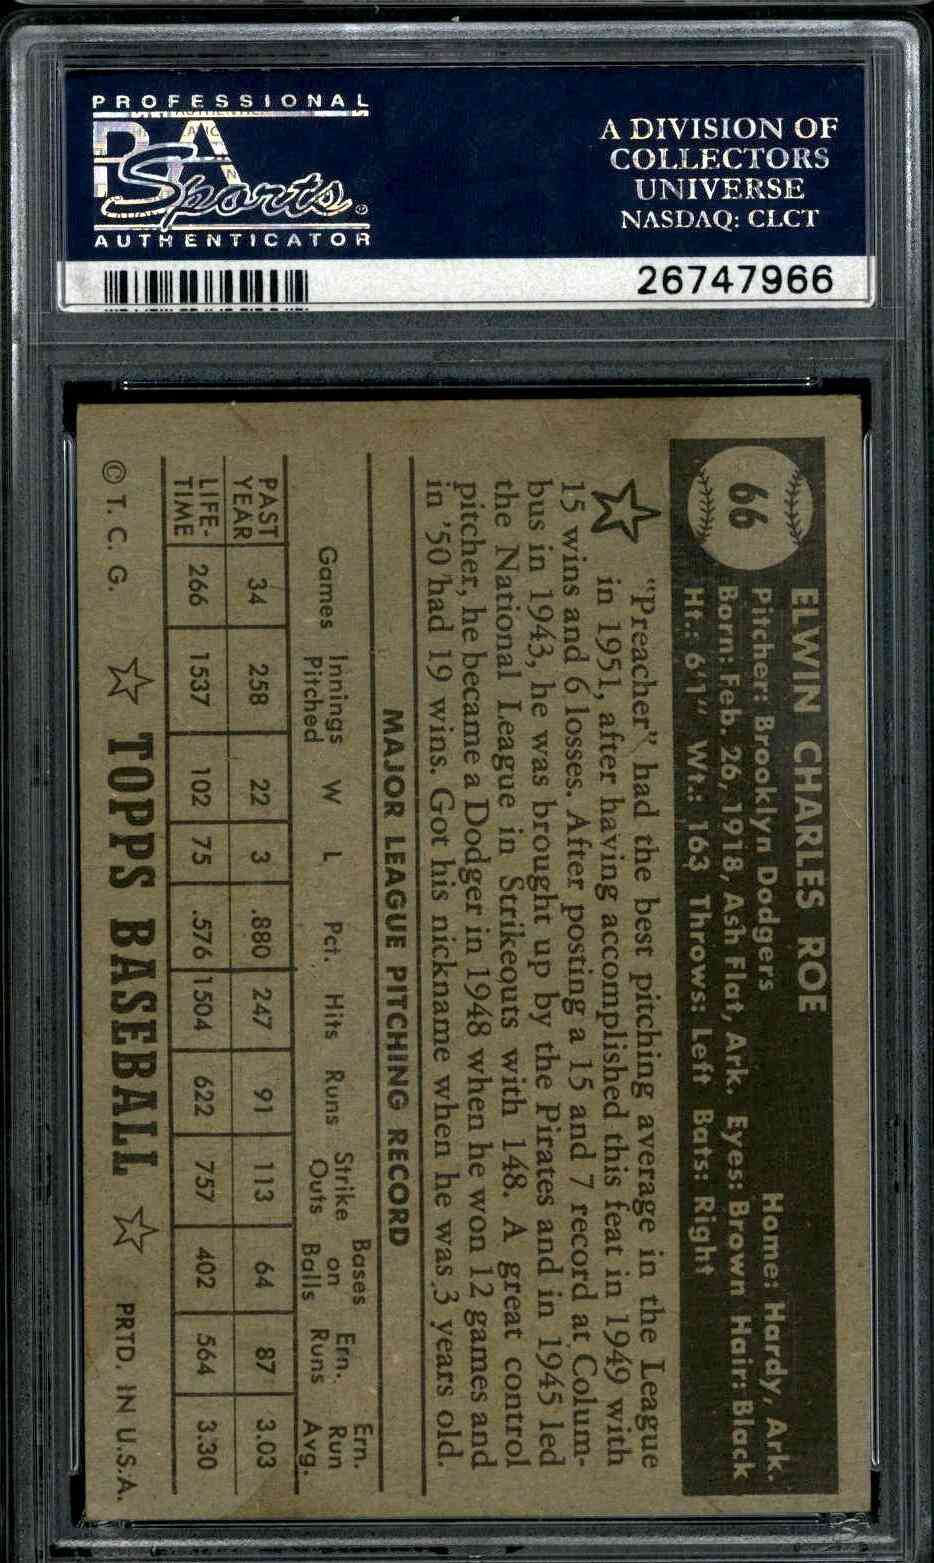 PROFESSIONAL
PSA
Sports®
AUTHENTICATOR
A DIVISION OF
COLLECTORS
UNIVERSE
NASDAQ: CLCT
26747966
66
ELWIN CHARLES ROE
Pitcher: Brooklyn Dodgers Home: Hardy, Ark.
Born: Feb. 26, 1918, Ash Flat, Ark. Eyes: Brown Hair: Black
Ht.: 6'1" Wt.: 163 Throws: Left Bats: Right
"Preacher" had the best pitching average in the League
in 1951, after having accomplished this feat in 1949 with
15 wins and 6 losses. After posting a 15 and 7 record at Colum-
bus in 1943, he was brought up by the Pirates and in 1945 led
the National League in Strikeouts with 148. A great control
pitcher, he became a Dodger in 1948 when he won 12 games and
in '50 had 19 wins. Got his nickname when he was 3 years old.
MAJOR LEAGUE PITCHING RECORD
Games Innings Pitched W L Pct. Hits Runs Strike Outs Bases on Balls Ern. Runs Ern. Run Avg.
PAST YEAR 34 258 22 3 .880 247 91 113 64 87 3.03
LIFE-TIME 266 1537 102 75 .576 1504 622 757 402 564 3.30
© T. C. G. TOPPS BASEBALL PRTD. IN U.S.A.